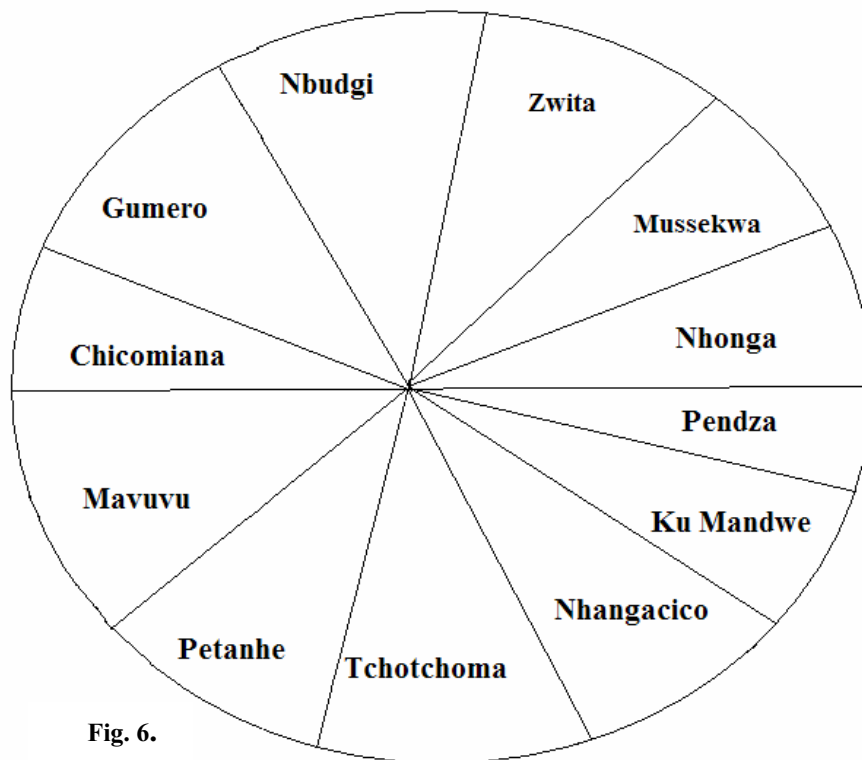 Nbudgi
Zwita
Gumero
Mussekwa
Chicomiana
Nhonga
Pendza
Mavuvu
Ku Mandwe
Nhangacico
Petanhe
Tchotchoma
Fig. 6.